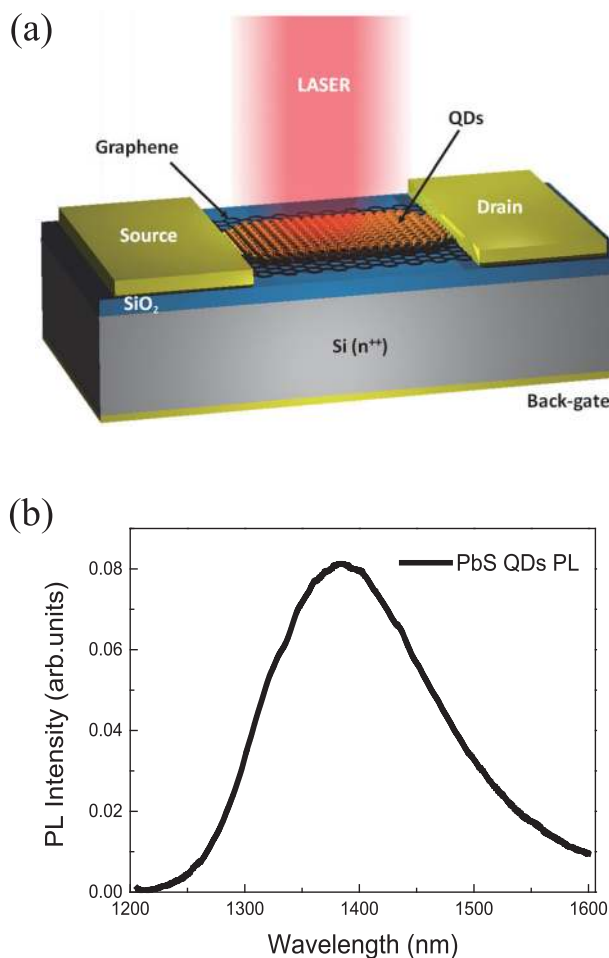 (a)
LASER
QDs
Graphene
Drain
Source
SiO₂
Si (n⁺⁺)
Back-gate
(b)
PbS QDs PL
0.08
0.06
0.04
0.02
0.00
PL Intensity (arb.units)
1200 1300 1400 1500 1600
Wavelength (nm)